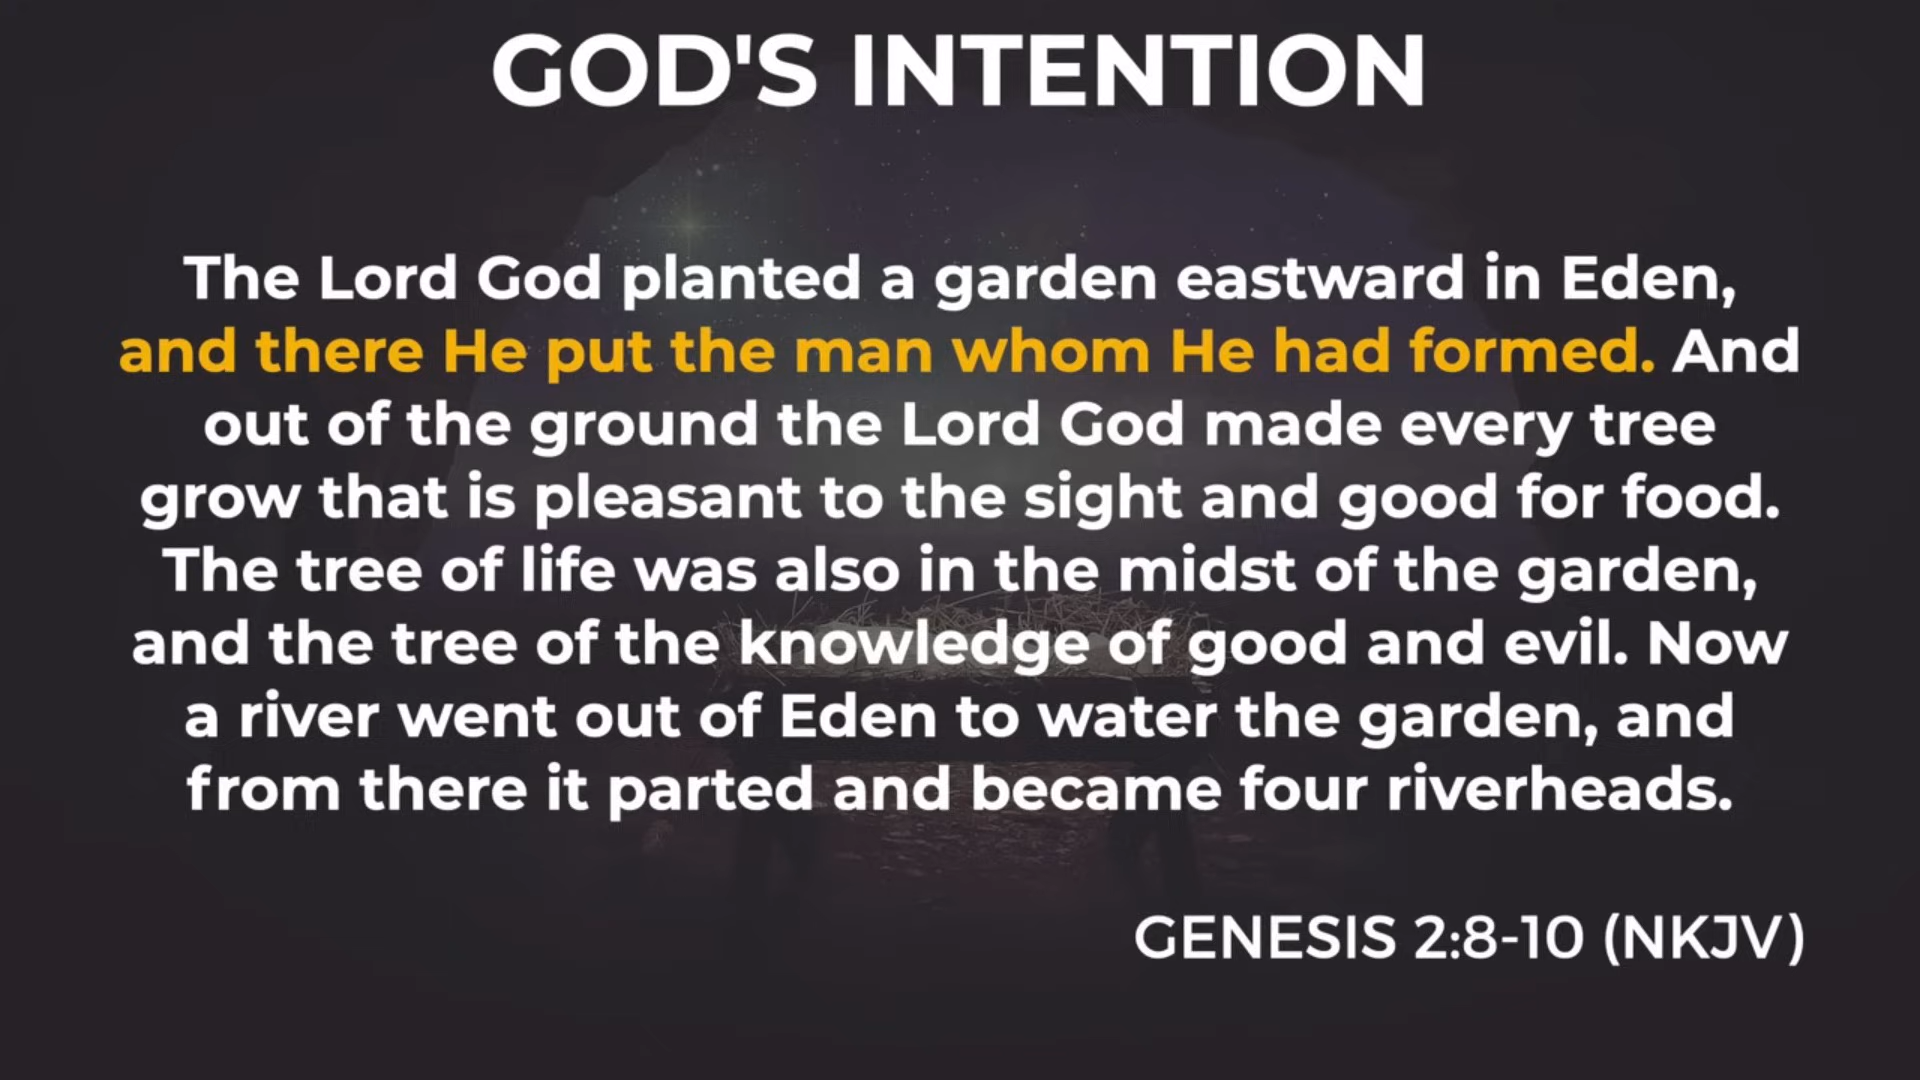 GOD'S INTENTION
The Lord God planted a garden eastward in Eden,
and there He put the man whom He had formed. And
out of the ground the Lord God made every tree
grow that is pleasant to the sight and good for food.
The tree of life was also in the midst of the garden,
and the tree of the knowledge of good and evil. Now
a river went out of Eden to water the garden, and
from there it parted and became four riverheads.
GENESIS 2:8-10 (NKJV)